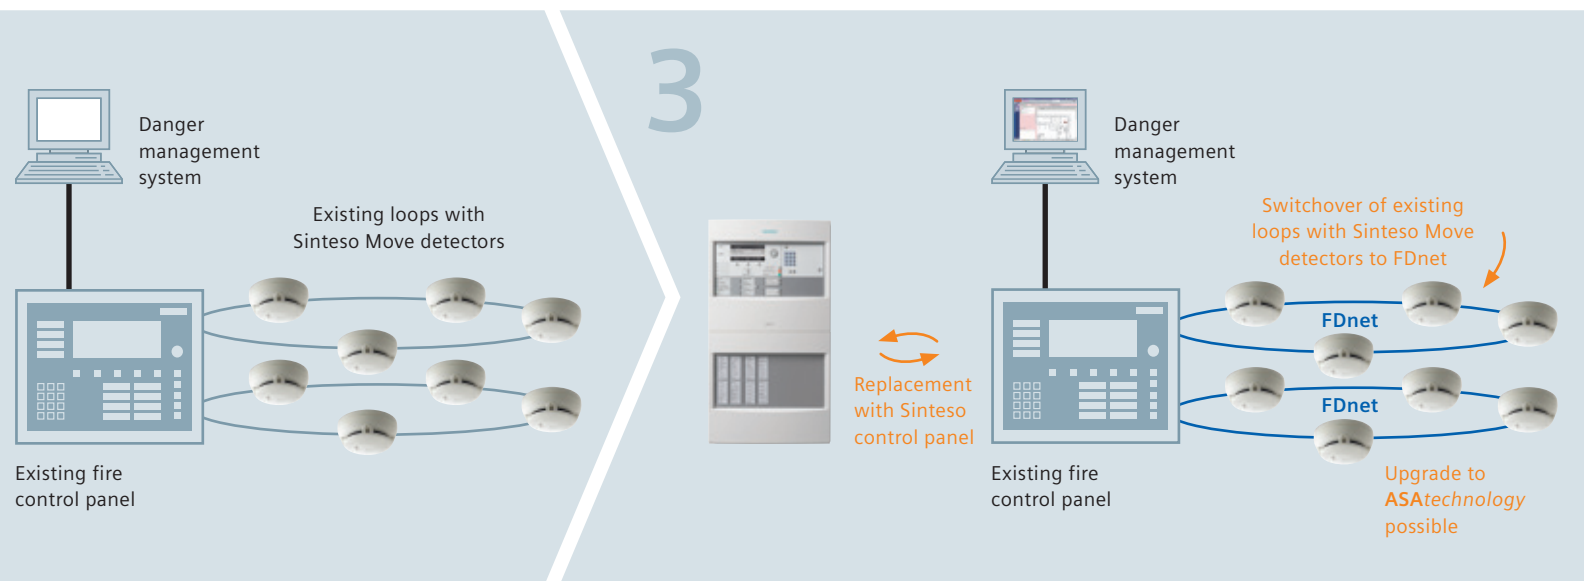 Danger
management
system
Existing loops with
Sinteso Move detectors
Existing fire
control panel
3
Replacement
with Sinteso
control panel
Danger
management
system
Switchover of existing
loops with Sinteso Move
detectors to FDnet
FDnet
FDnet
Existing fire
control panel
Upgrade to
ASAtechnology
possible